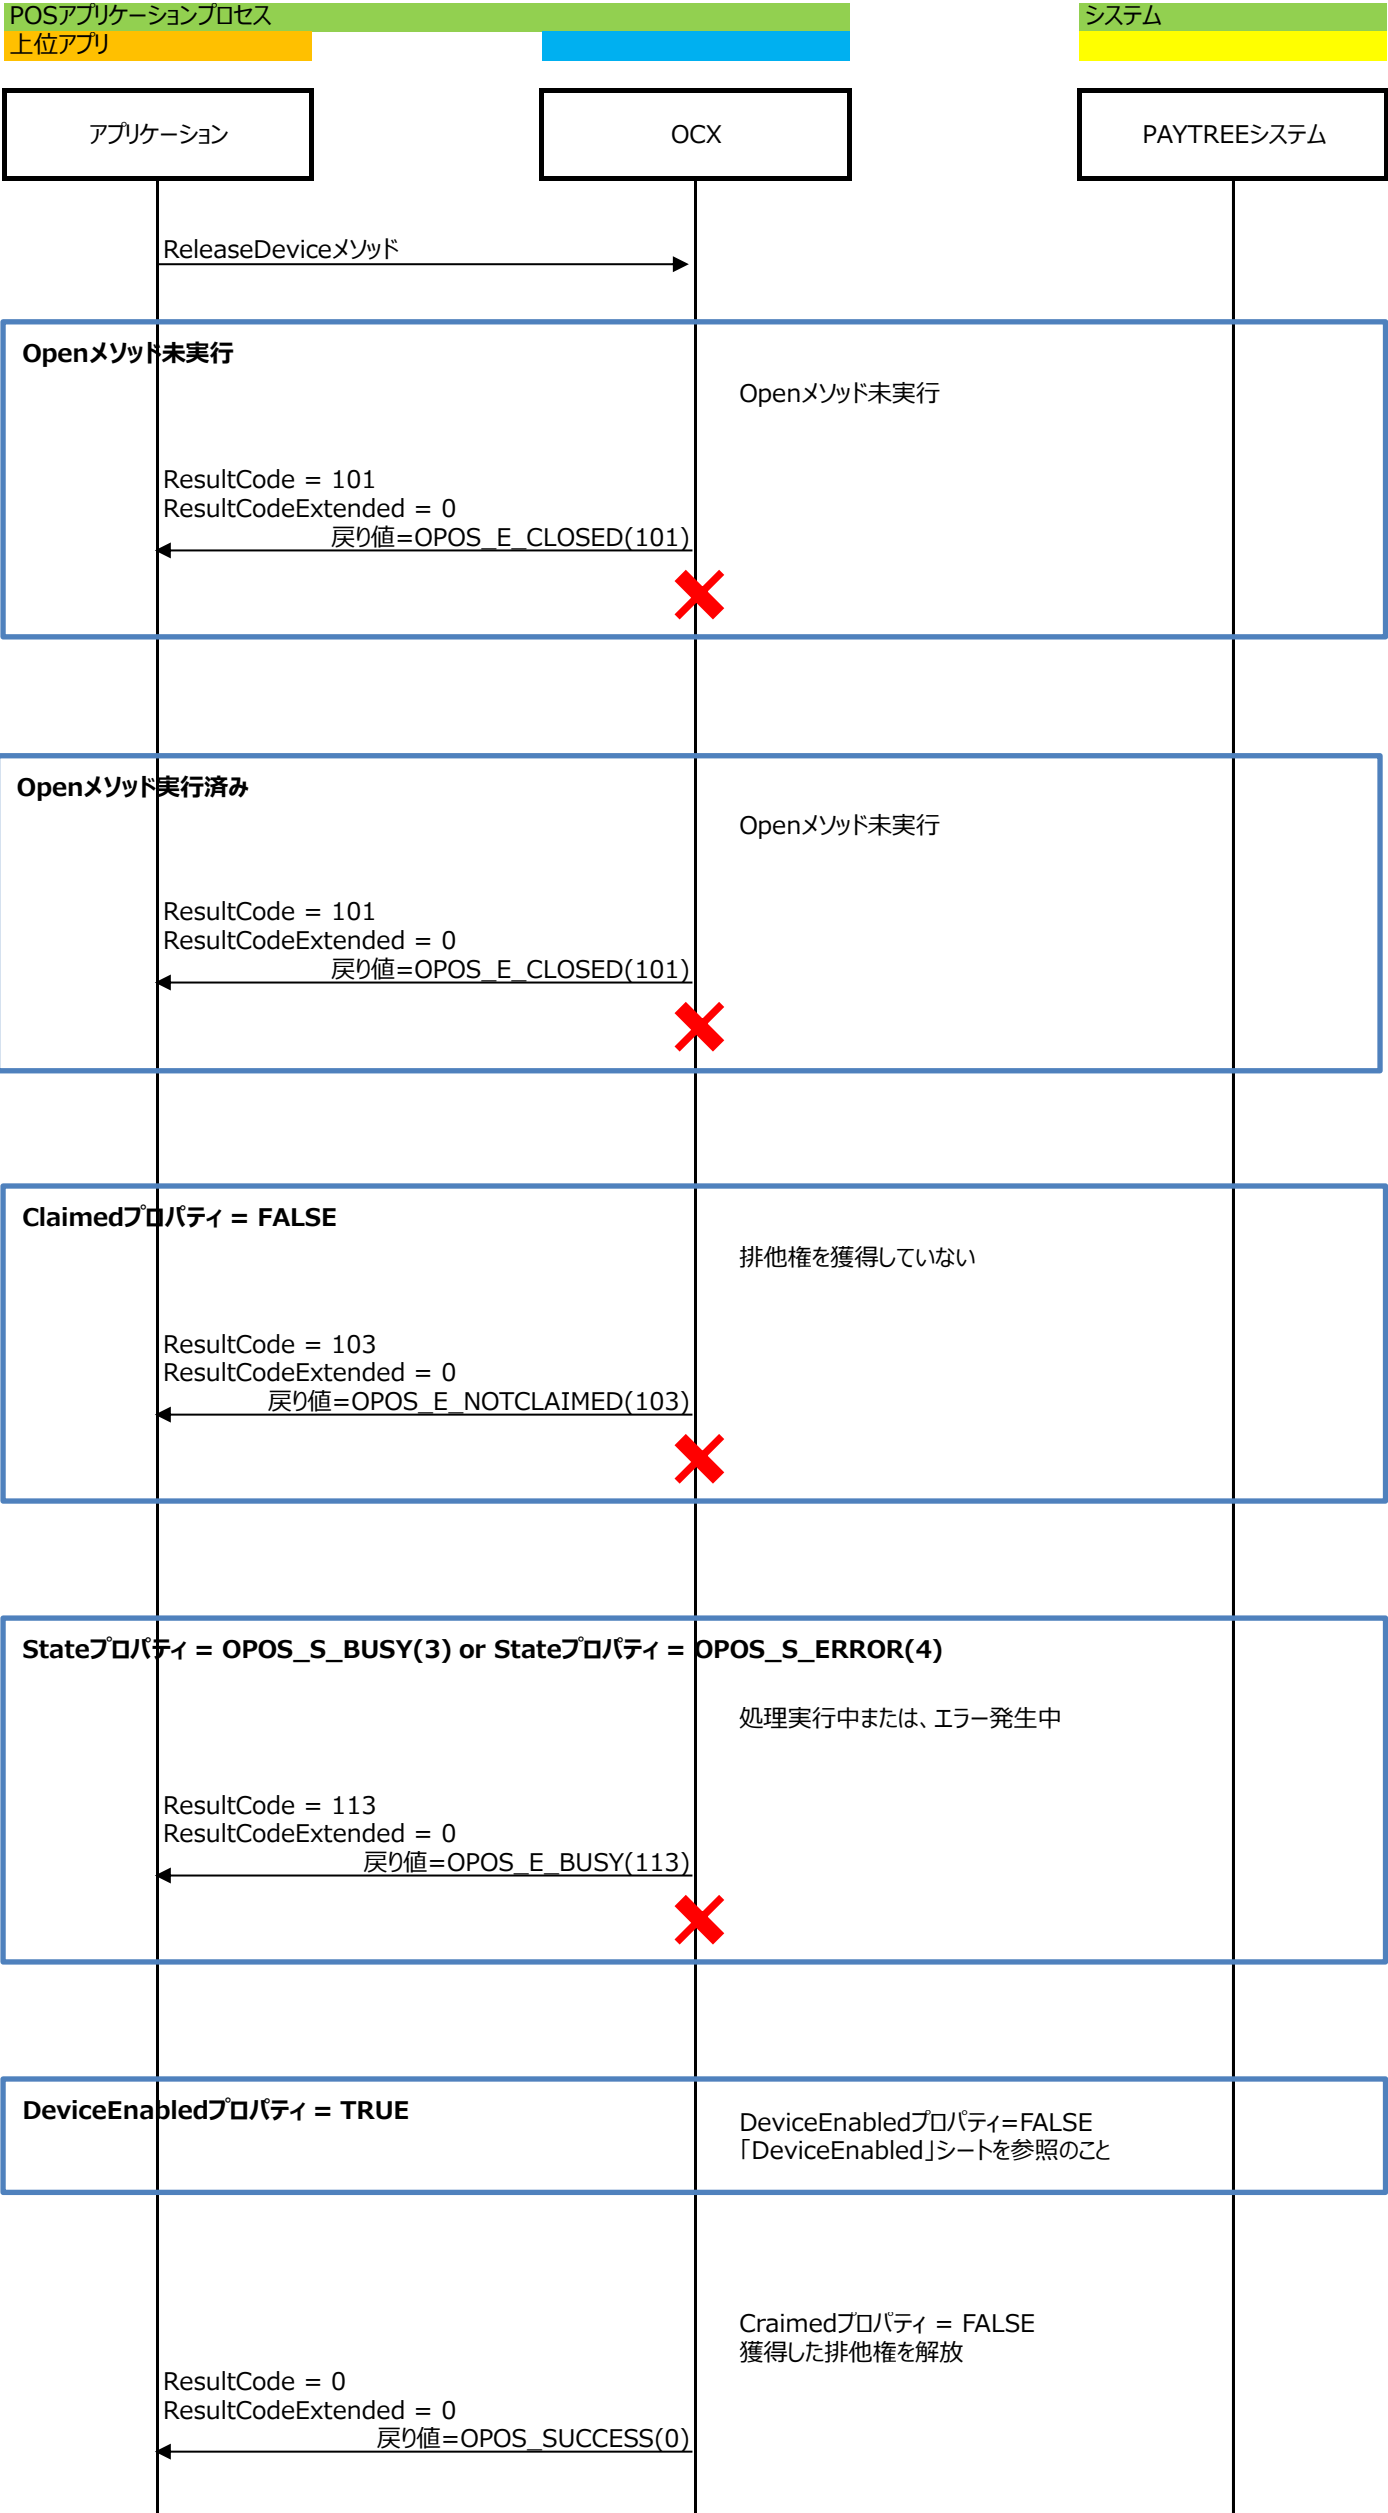 POSアプリケーションプロセス
システム
上位アプリ
アプリケーション
OCX
PAYTREEシステム
ReleaseDeviceメソッド
Openメソッド未実行
Openメソッド未実行
ResultCode = 101
ResultCodeExtended = 0
戻り値=OPOS_E_CLOSED(101)
Openメソッド実行済み
Openメソッド未実行
ResultCode = 101
ResultCodeExtended = 0
戻り値=OPOS_E_CLOSED(101)
Claimedプロパティ = FALSE
排他権を獲得していない
ResultCode = 103
ResultCodeExtended = 0
戻り値=OPOS_E_NOTCLAIMED(103)
Stateプロパティ = OPOS_S_BUSY(3) or Stateプロパティ = OPOS_S_ERROR(4)
処理実行中または、エラー発生中
ResultCode = 113
ResultCodeExtended = 0
戻り値=OPOS_E_BUSY(113)
DeviceEnabledプロパティ = TRUE
DeviceEnabledプロパティ=FALSE
「DeviceEnabled」シートを参照のこと
Craimedプロパティ = FALSE
獲得した排他権を解放
ResultCode = 0
ResultCodeExtended = 0
戻り値=OPOS_SUCCESS(0)